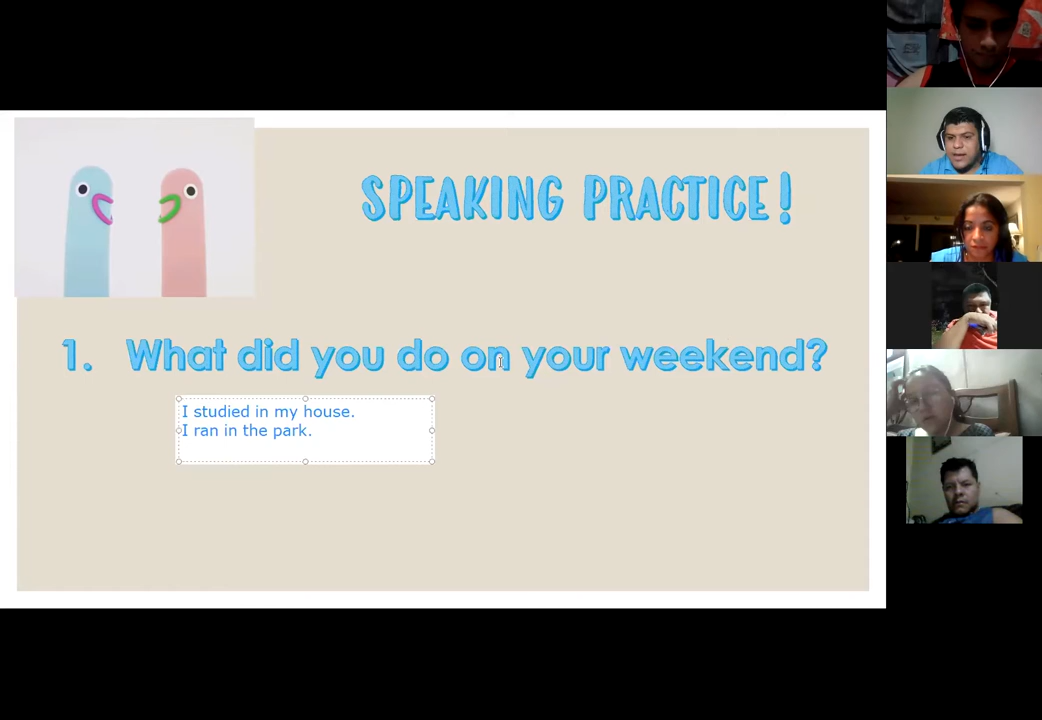 SPEAKING PRACTICE!
1. What did you do on your weekend?
I studied in my house.
I ran in the park.